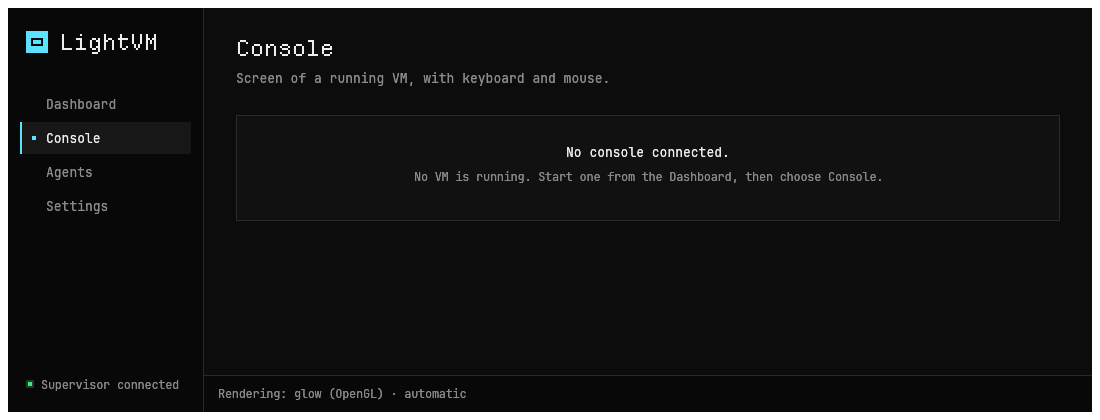 LightVM
Dashboard
Console
Agents
Settings
Supervisor connected
Console
Screen of a running VM, with keyboard and mouse.
No console connected.
No VM is running. Start one from the Dashboard, then choose Console.
Rendering: glow (OpenGL) · automatic